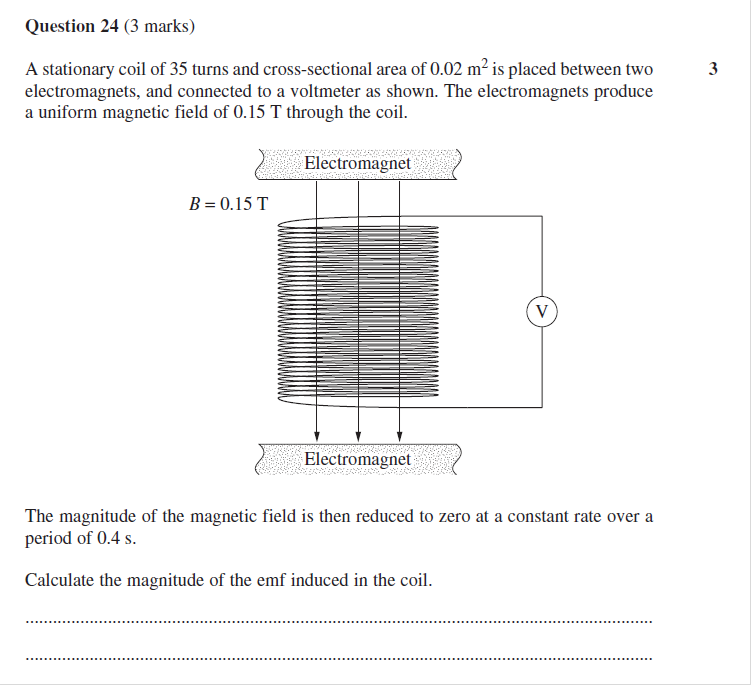 Question 24 (3 marks)
A stationary coil of 35 turns and cross-sectional area of 0.02 m² is placed between two 3
electromagnets, and connected to a voltmeter as shown. The electromagnets produce
a uniform magnetic field of 0.15 T through the coil.
Electromagnet
B = 0.15 T
V
Electromagnet
The magnitude of the magnetic field is then reduced to zero at a constant rate over a
period of 0.4 s.
Calculate the magnitude of the emf induced in the coil.